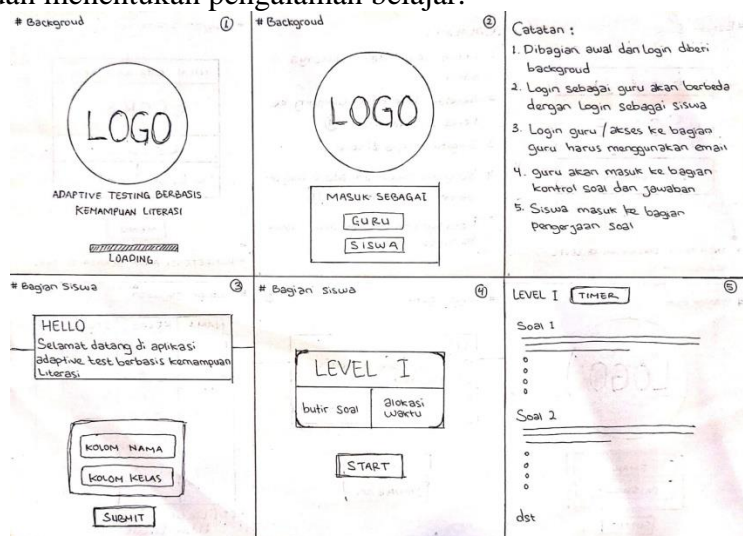 dan menentukan pengalaman belajar.
# Backgroud
1
LOGO
ADAPTIVE TESTING BERBASIS
KEMAMPUAN LITERASI
LOADING
# Backgroud
2
LOGO
MASUK SEBAGAI
GURU
SISWA
Catatan :
1. Dibagian awal dan login diberi
backgroud
2. Login sebagai guru akan berbeda
dengan Login sebagai siswa
3. Login guru / akses ke bagian
guru harus menggunakan email
4. guru akan masuk ke bagian
kontrol soal dan jawaban
5. Siswa masuk ke bagian
pengerjaan soal
# Bagian Siswa
3
HELLO
Selamat datang di aplikasi
adaptive test berbasis kemampuan
Literasi
KOLOM NAMA
KOLOM KELAS
SUBMIT
# Bagian Siswa
4
LEVEL I
butir soal
alokasi
waktu
START
LEVEL I TIMER
5
Soal 1
Soal 2
dst